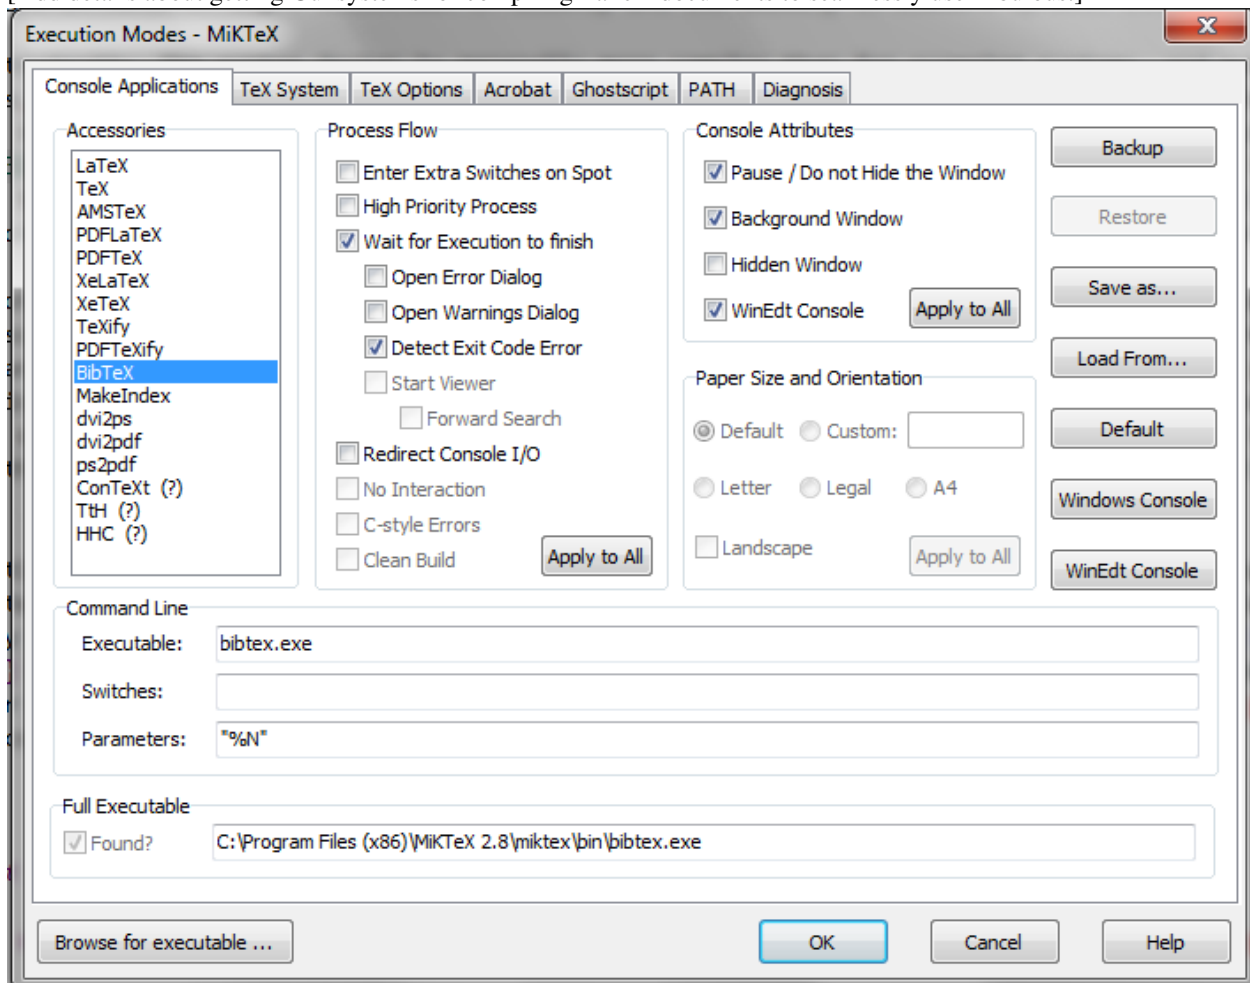 Execution Modes - MiKTeX
Console Applications TeX System TeX Options Acrobat Ghostscript PATH Diagnosis
Accessories
LaTeX
TeX
AMSTeX
PDFLaTeX
PDFTeX
XeLaTeX
XeTeX
TeXify
PDFTeXify
BibTeX
MakeIndex
dvi2ps
dvi2pdf
ps2pdf
ConTeXt (?)
TtH (?)
HHC (?)
Process Flow
Enter Extra Switches on Spot
High Priority Process
Wait for Execution to finish
Open Error Dialog
Open Warnings Dialog
Detect Exit Code Error
Start Viewer
Forward Search
Redirect Console I/O
No Interaction
C-style Errors
Clean Build Apply to All
Console Attributes
Pause / Do not Hide the Window
Background Window
Hidden Window
WinEdt Console Apply to All
Paper Size and Orientation
Default Custom:
Letter Legal A4
Landscape Apply to All
Backup
Restore
Save as...
Load From...
Default
Windows Console
WinEdt Console
Command Line
Executable: bibtex.exe
Switches:
Parameters: "%N"
Full Executable
Found? C:\Program Files (x86)\MiKTeX 2.8\miktex\bin\bibtex.exe
Browse for executable ... OK Cancel Help